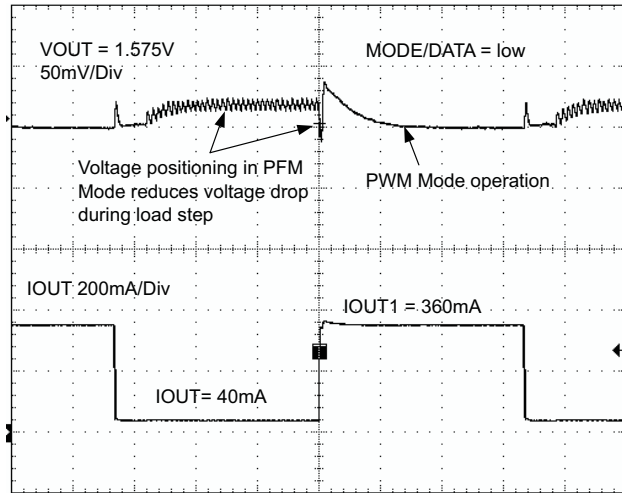 VOUT = 1.575V
50mV/Div
MODE/DATA = low
Voltage positioning in PFM
Mode reduces voltage drop
during load step
PWM Mode operation
IOUT 200mA/Div
IOUT1 = 360mA
IOUT= 40mA